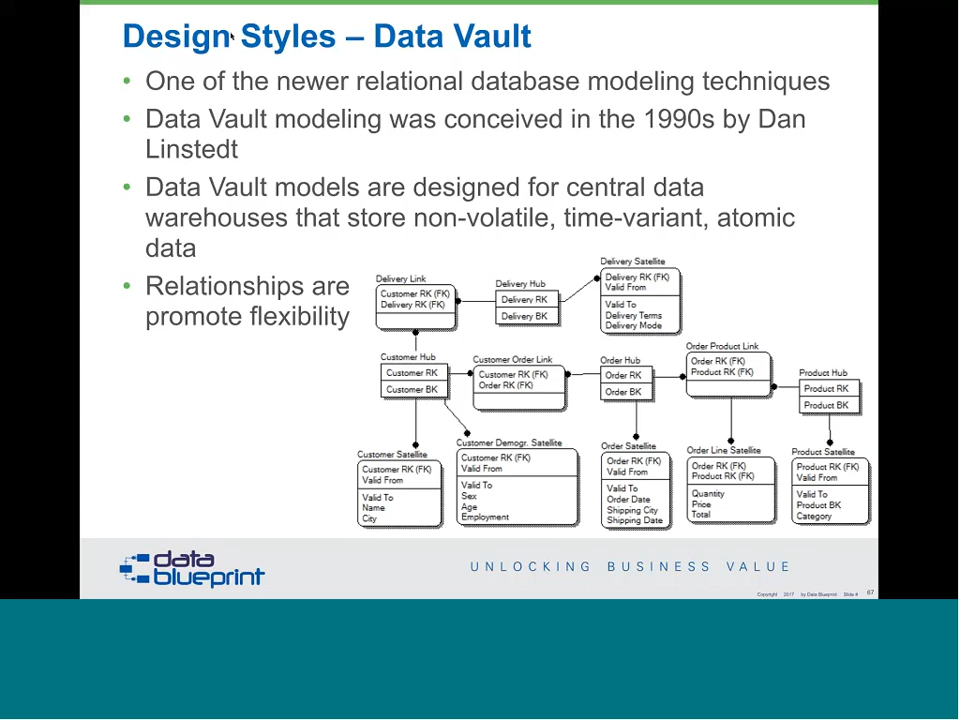 Design Styles – Data Vault
• One of the newer relational database modeling techniques
• Data Vault modeling was conceived in the 1990s by Dan
Linstedt
• Data Vault models are designed for central data
warehouses that store non-volatile, time-variant, atomic
data
• Relationships are
promote flexibility
Delivery Link
Customer RK (FK)
Delivery RK (FK)
Delivery Hub
Delivery RK
Delivery BK
Delivery Satellite
Delivery RK (FK)
Valid From
Valid To
Delivery Terms
Delivery Mode
Customer Hub
Customer RK
Customer BK
Customer Order Link
Customer RK (FK)
Order RK (FK)
Order Hub
Order RK
Order BK
Order Product Link
Order RK (FK)
Product RK (FK)
Product Hub
Product RK
Product BK
Customer Satellite
Customer RK (FK)
Valid From
Valid To
Name
City
Customer Demogr. Satellite
Customer RK (FK)
Valid From
Valid To
Sex
Age
Employment
Order Satellite
Order RK (FK)
Valid From
Valid To
Order Date
Shipping City
Shipping Date
Order Line Satellite
Order RK (FK)
Product RK (FK)
Quantity
Price
Total
Product Satellite
Product RK (FK)
Valid From
Valid To
Product BK
Category
data
blueprint
UNLOCKING BUSINESS VALUE
Copyright 2017 by Data Blueprint Slide # 67